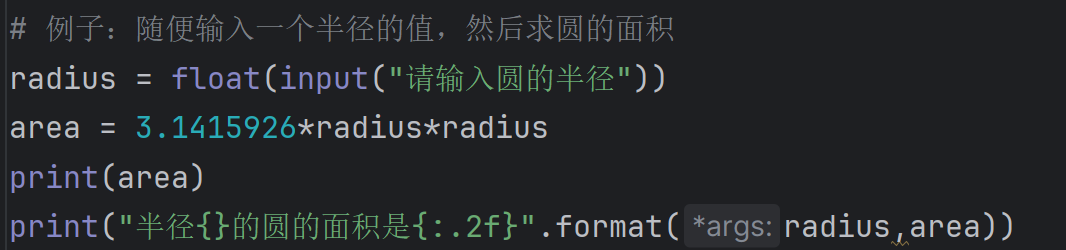 # 例子：随便输入一个半径的值，然后求圆的面积
radius = float(input("请输入圆的半径"))
area = 3.1415926*radius*radius
print(area)
print("半径{}的圆的面积是{:.2f}".format( *args: radius,area))